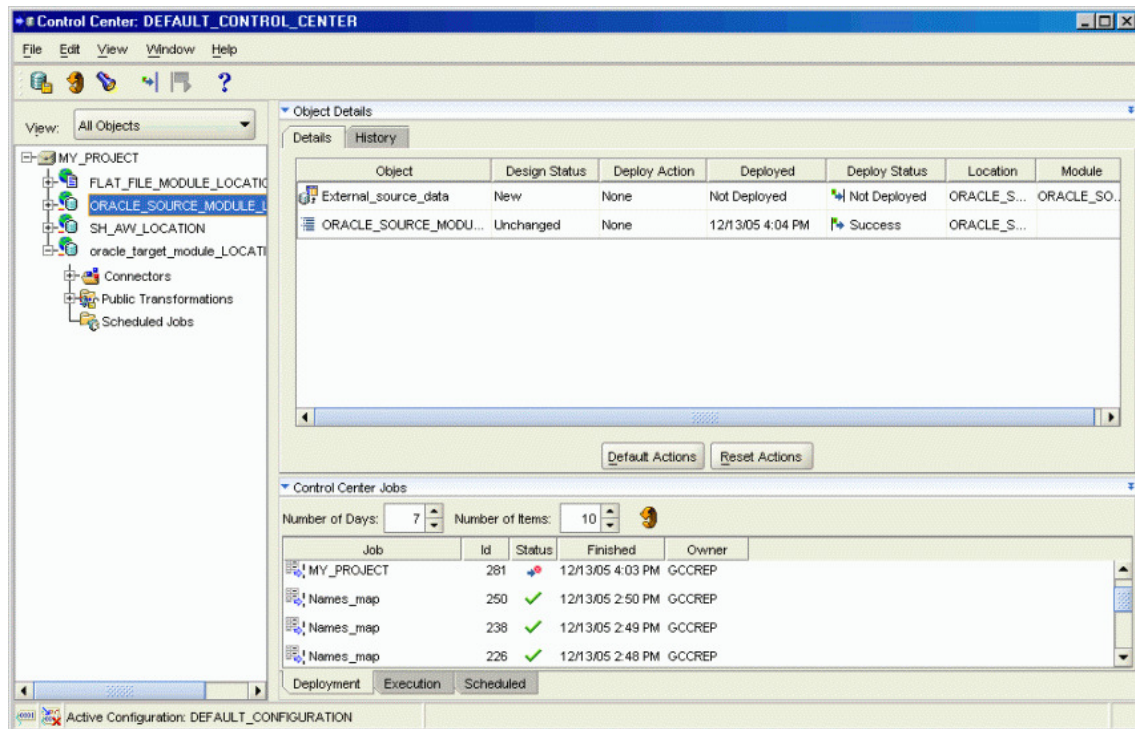 Control Center: DEFAULT_CONTROL_CENTER
File Edit View Window Help
View: All Objects
MY_PROJECT
FLAT_FILE_MODULE_LOCATIO
ORACLE_SOURCE_MODULE_L
SH_AW_LOCATION
oracle_target_module_LOCATI
Connectors
Public Transformations
Scheduled Jobs
Object Details
Details History
Object Design Status Deploy Action Deployed Deploy Status Location Module
External_source_data New None Not Deployed Not Deployed ORACLE_S... ORACLE_SO..
ORACLE_SOURCE_MODU... Unchanged None 12/13/05 4:04 PM Success ORACLE_S...
Default Actions Reset Actions
Control Center Jobs
Number of Days: 7 Number of Items: 10
Job Id Status Finished Owner
MY_PROJECT 281 12/13/05 4:03 PM GCCREP
Names_map 250 12/13/05 2:50 PM GCCREP
Names_map 238 12/13/05 2:49 PM GCCREP
Names_map 226 12/13/05 2:48 PM GCCREP
Deployment Execution Scheduled
Active Configuration: DEFAULT_CONFIGURATION